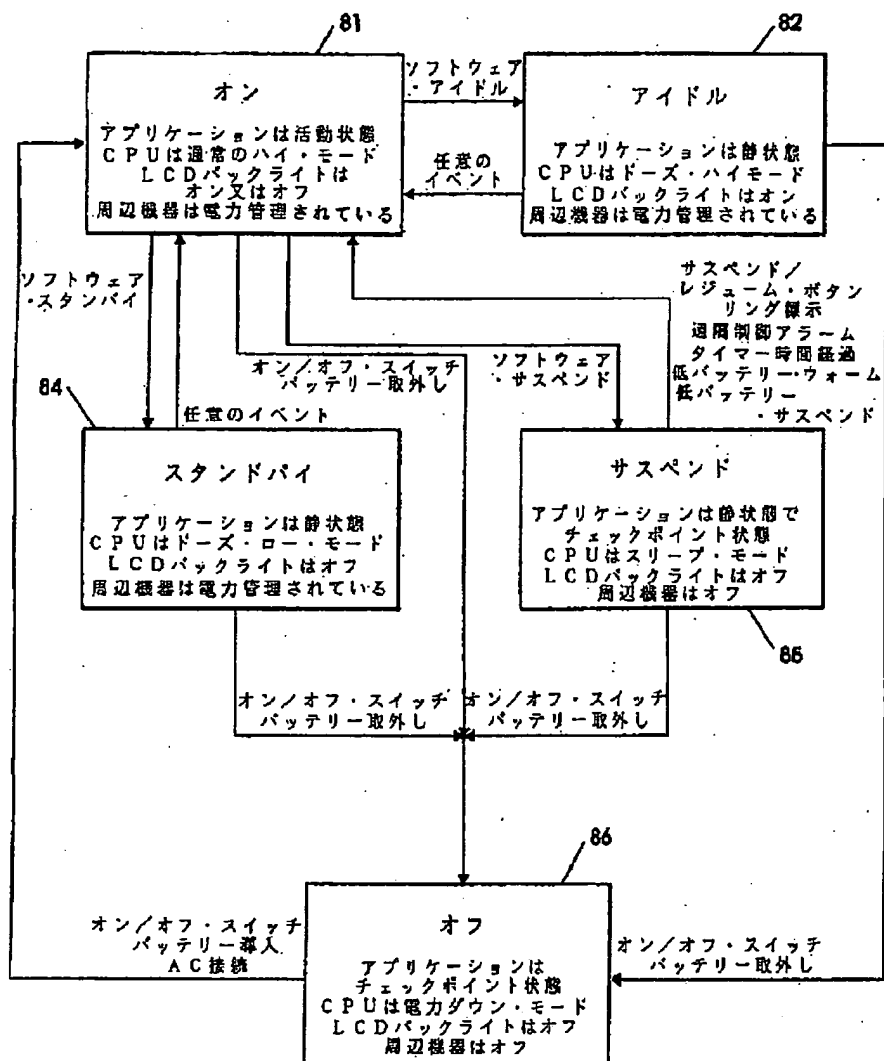 81
オン
アプリケーションは活動状態
CPUは通常のハイ・モード
LCDバックライトは
オン又はオフ
周辺機器は電力管理されている
ソフトウェア
・アイドル
任意の
イベント
82
アイドル
アプリケーションは静状態
CPUはドーズ・ハイモード
LCDバックライトはオン
周辺機器は電力管理されている
ソフトウェア
・スタンバイ
任意のイベント
オン/オフ・スイッチ
バッテリー取外し
ソフトウェア
・サスペンド
サスペンド/
レジューム・ボタン
リング標示
遠隔制御アラーム
タイマー時間経過
低バッテリー・ウォーム
低バッテリー
・サスペンド
84
スタンドバイ
アプリケーションは静状態
CPUはドーズ・ロー・モード
LCDバックライトはオフ
周辺機器は電力管理されている
サスペンド
アプリケーションは静状態で
チェックポイント状態
CPUはスリープ・モード
LCDバックライトはオフ
周辺機器はオフ
85
オン/オフ・スイッチ
バッテリー取外し
オン/オフ・スイッチ
バッテリー取外し
86
オフ
アプリケーションは
チェックポイント状態
CPUは電力ダウン・モード
LCDバックライトはオフ
周辺機器はオフ
オン/オフ・スイッチ
バッテリー導入
AC接続
オン/オフ・スイッチ
バッテリー取外し